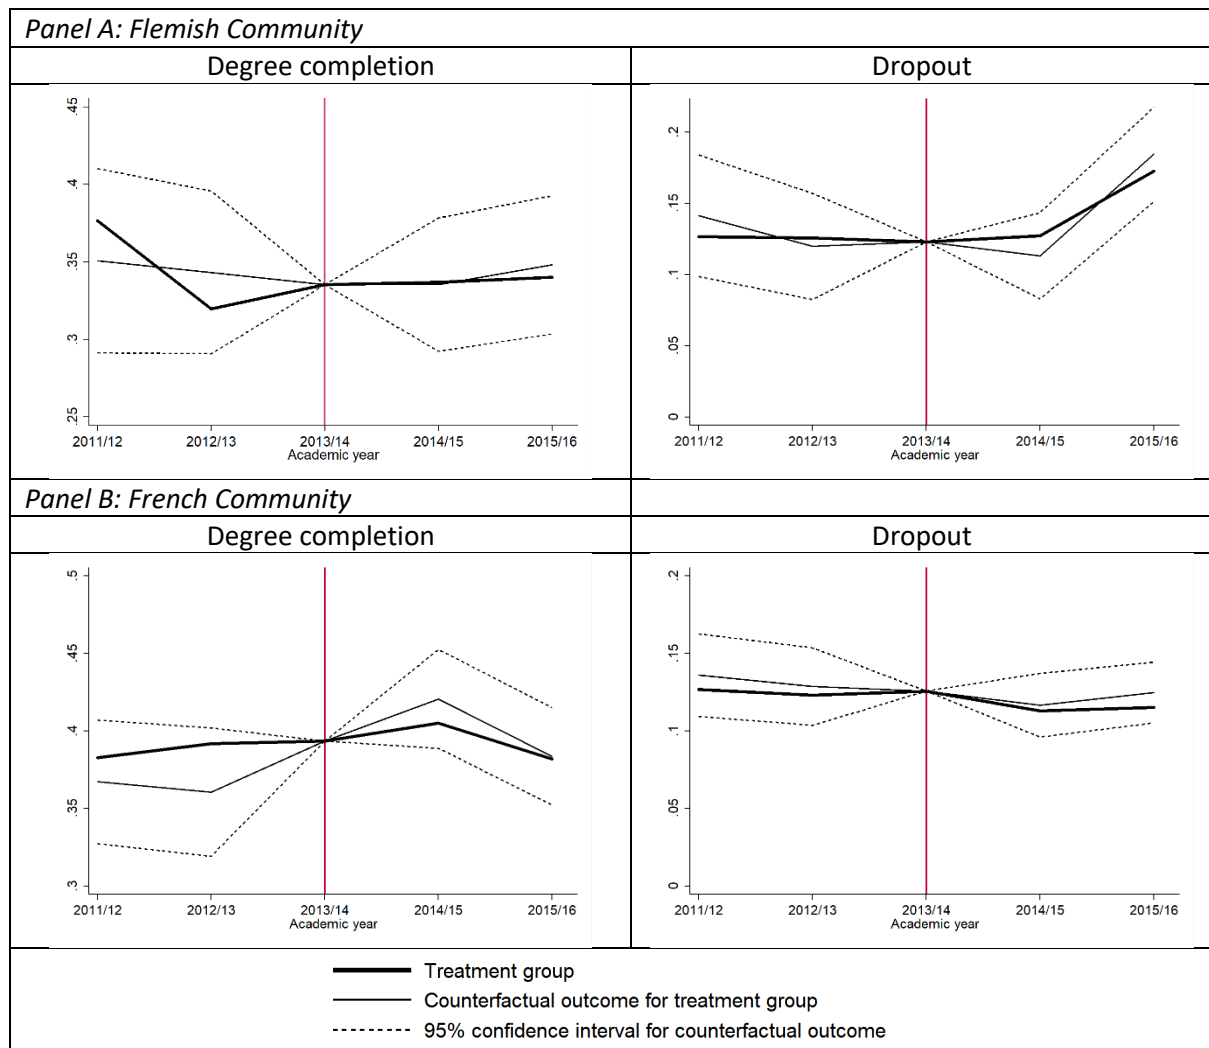 Panel A: Flemish Community
Degree completion
Dropout
.45
.4
.35
.3
.25
2011/12 2012/13 2013/14 2014/15 2015/16
Academic year
.2
.15
.1
.05
0
2011/12 2012/13 2013/14 2014/15 2015/16
Academic year
Panel B: French Community
Degree completion
Dropout
.5
.45
.4
.35
.3
2011/12 2012/13 2013/14 2014/15 2015/16
Academic year
.2
.15
.1
.05
0
2011/12 2012/13 2013/14 2014/15 2015/16
Academic year
Treatment group
Counterfactual outcome for treatment group
95% confidence interval for counterfactual outcome